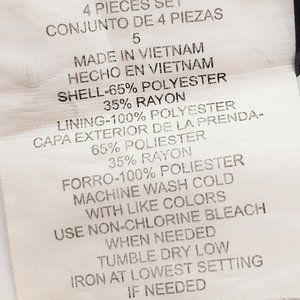 4 PIECES SET
CONJUNTO DE 4 PIEZAS
5
MADE IN VIETNAM
HECHO EN VIETNAM
SHELL-65% POLYESTER
35% RAYON
LINING-100% POLYESTER
CAPA EXTERIOR DE LA PRENDA-
65% POLIESTER
35% RAYON
FORRO-100% POLIESTER
MACHINE WASH COLD
WITH LIKE COLORS
USE NON-CHLORINE BLEACH
WHEN NEEDED
TUMBLE DRY LOW
IRON AT LOWEST SETTING
IF NEEDED